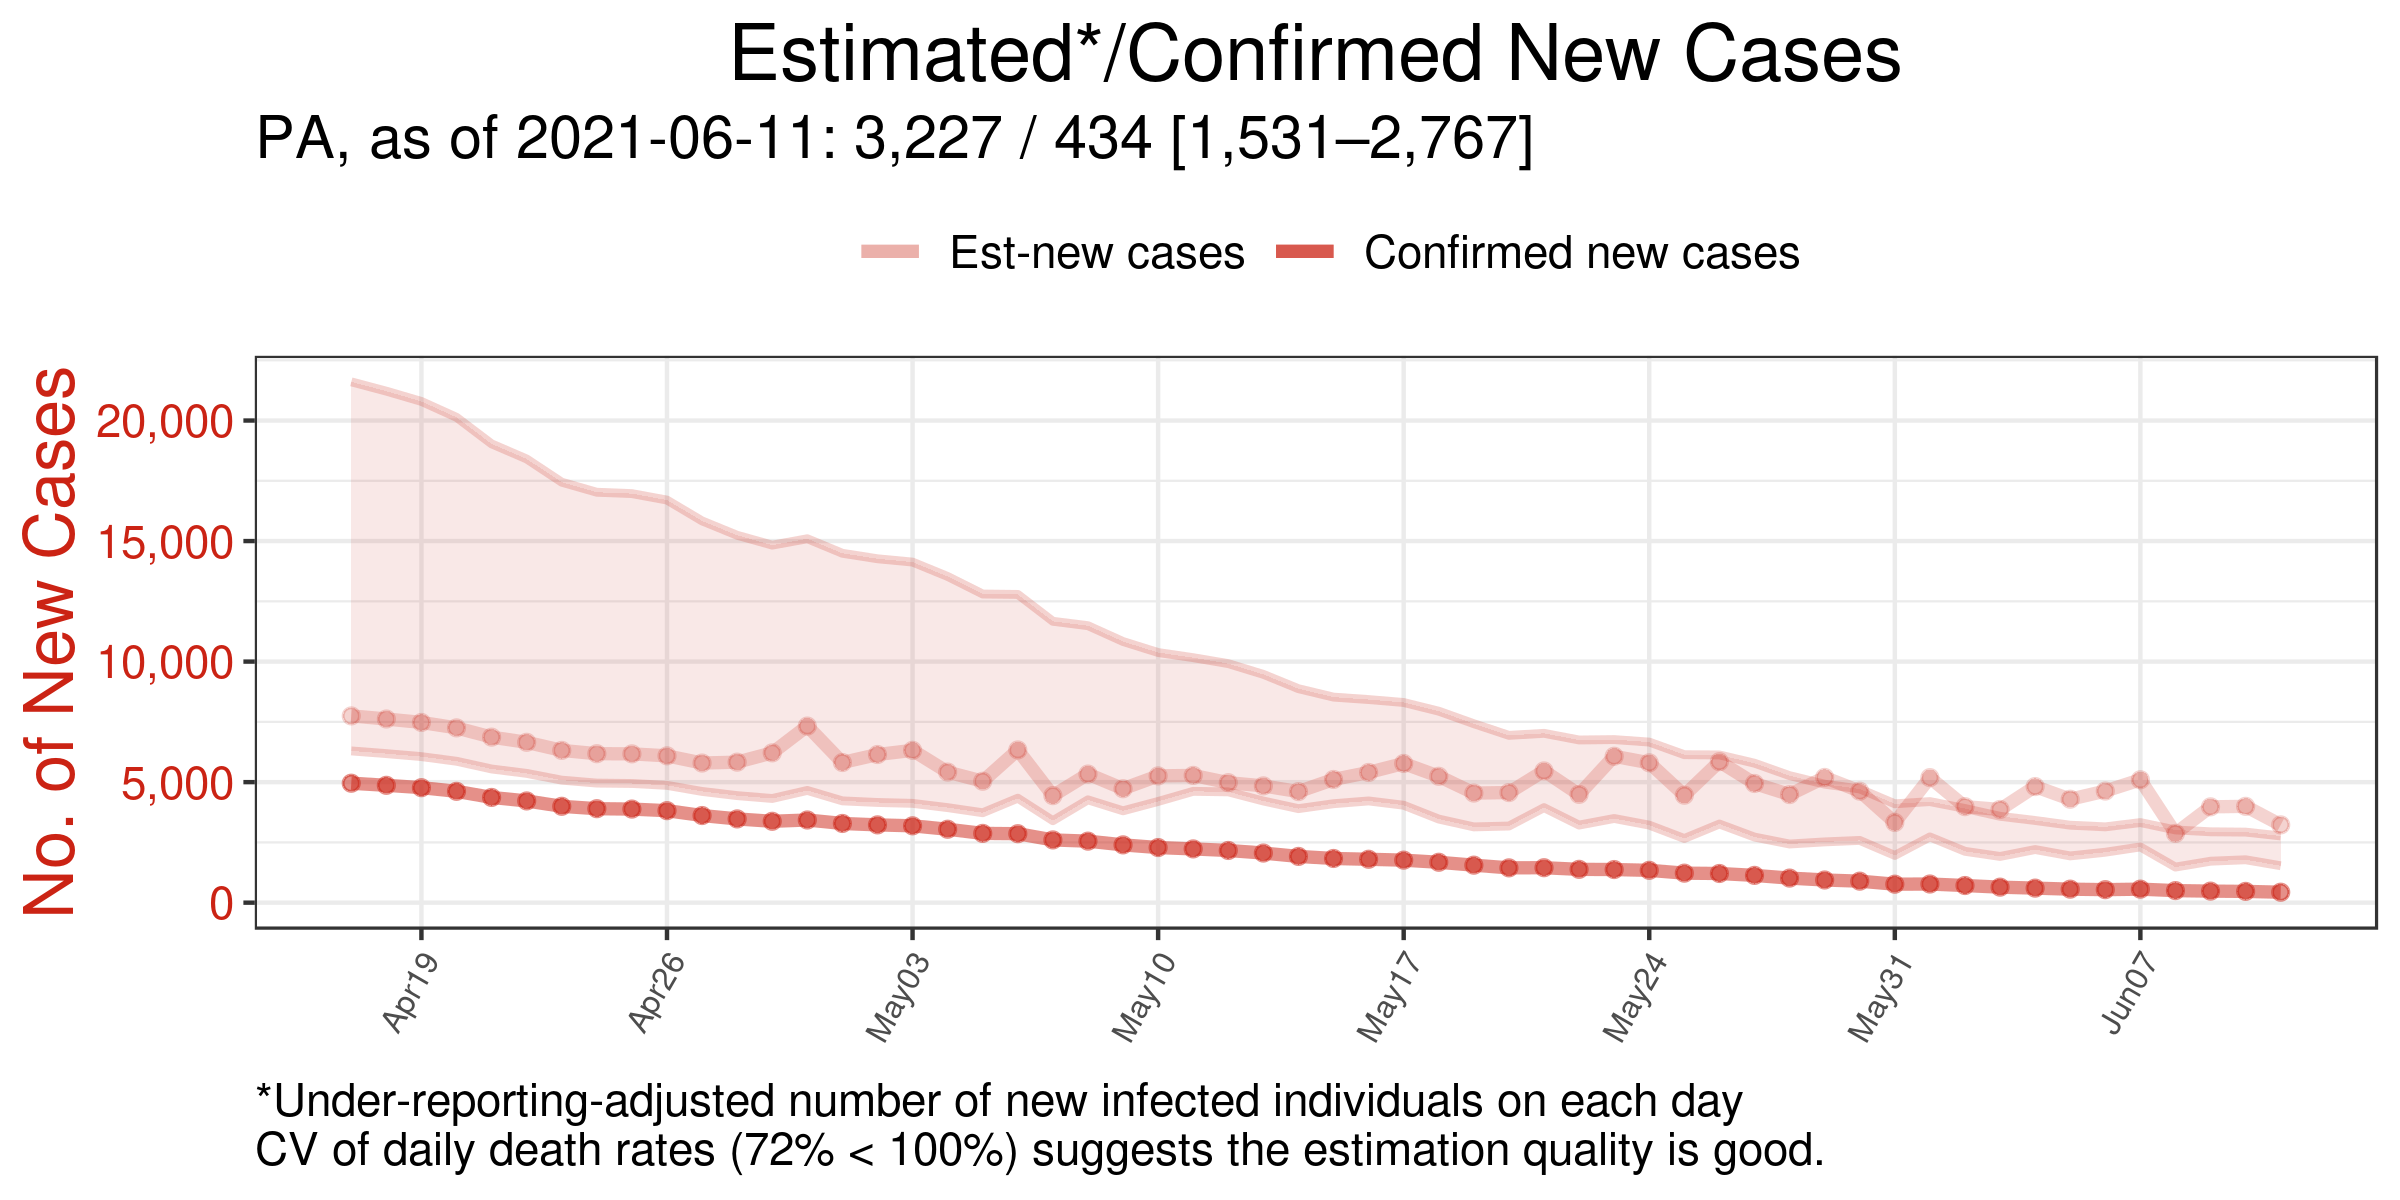 Estimated*/Confirmed New Cases
PA, as of 2021-06-11: 3,227 / 434 [1,531–2,767]
Est-new cases
Confirmed new cases
No. of New Cases
20,000
15,000
10,000
5,000
0
Apr19
Apr26
May03
May10
May17
May24
May31
Jun07
*Under-reporting-adjusted number of new infected individuals on each day
CV of daily death rates (72% < 100%) suggests the estimation quality is good.